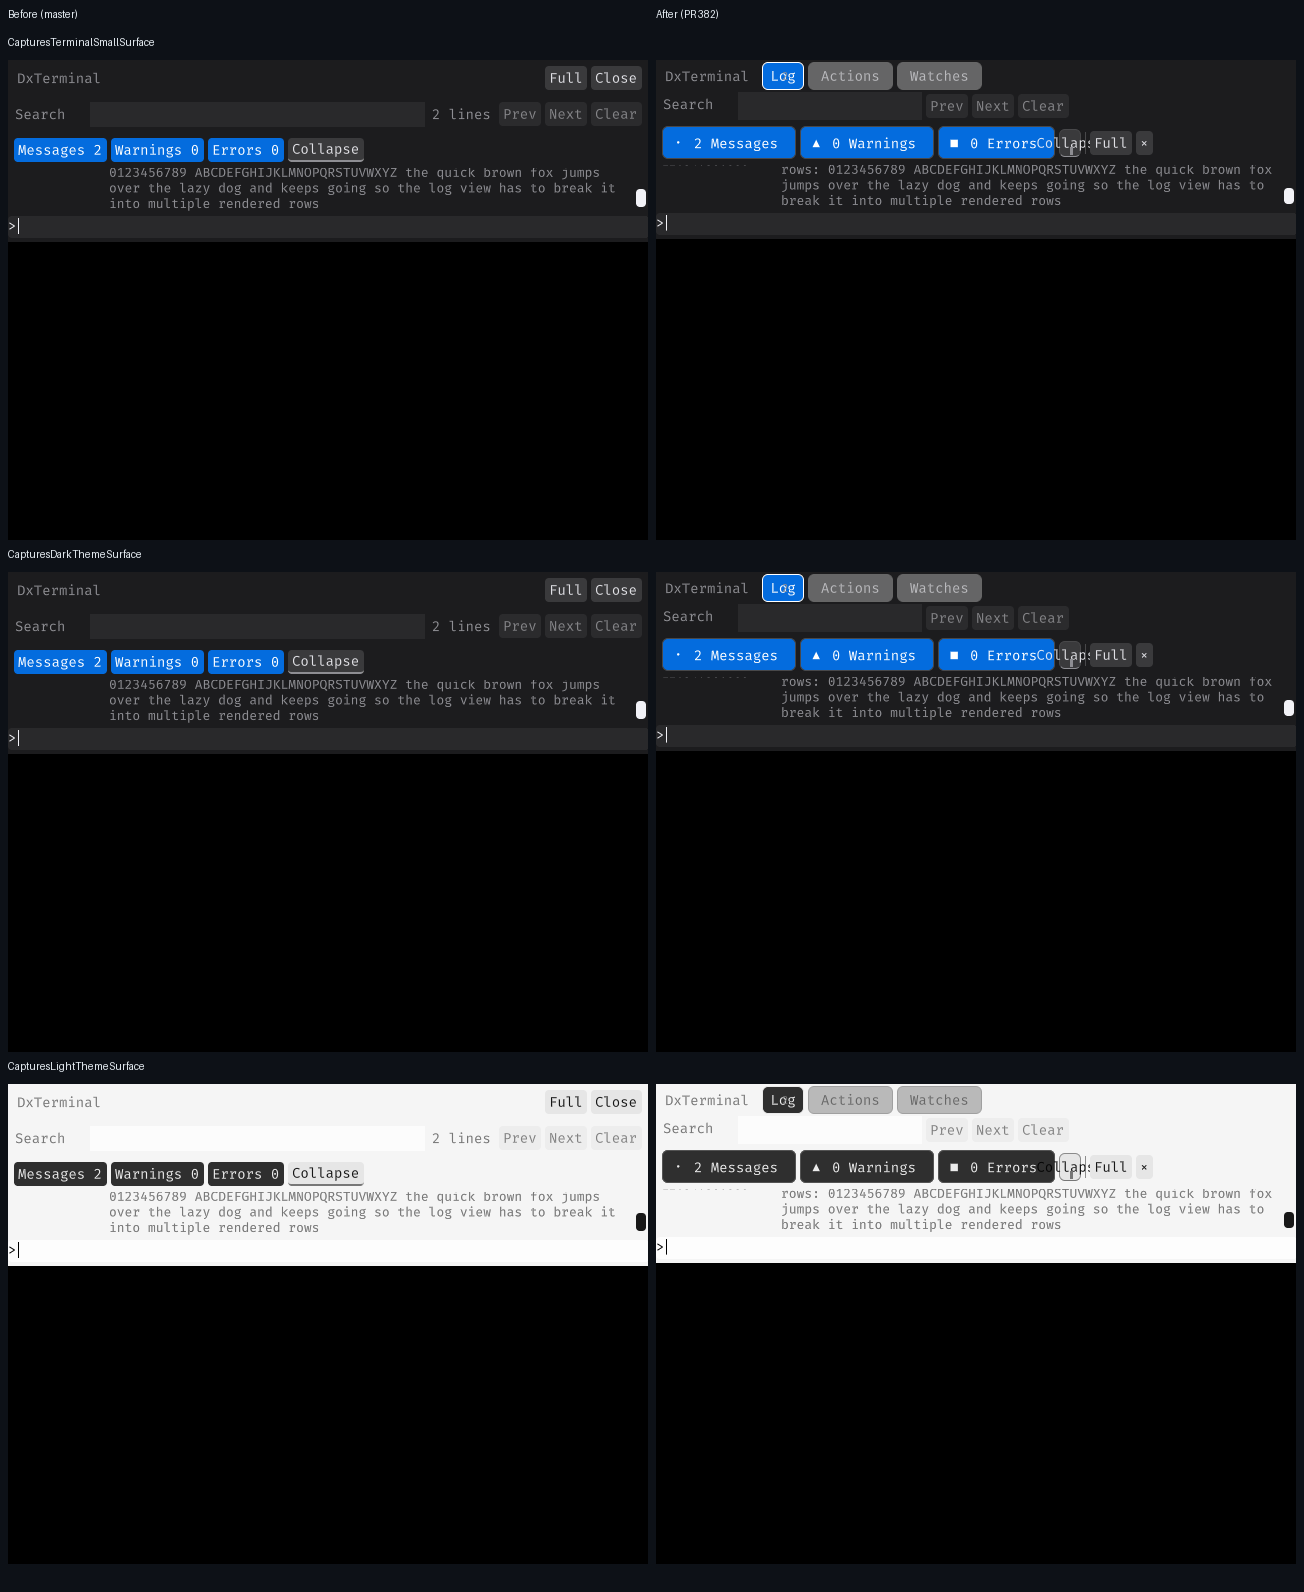 Before (master)
After (PR 382)
CapturesTerminalSmallSurface
DxTerminal
Full Close
Search
2 lines Prev Next Clear
Messages 2 Warnings 0 Errors 0 Collapse
0123456789 ABCDEFGHIJKLMNOPQRSTUVWXYZ the quick brown fox jumps
over the lazy dog and keeps going so the log view has to break it
into multiple rendered rows
>
DxTerminal Log Actions Watches
Search
Prev Next Clear
· 2 Messages ▲ 0 Warnings ■ 0 Errors Collaps Full ×
rows: 0123456789 ABCDEFGHIJKLMNOPQRSTUVWXYZ the quick brown fox
jumps over the lazy dog and keeps going so the log view has to
break it into multiple rendered rows
>
CapturesDarkThemeSurface
DxTerminal
Full Close
Search
2 lines Prev Next Clear
Messages 2 Warnings 0 Errors 0 Collapse
0123456789 ABCDEFGHIJKLMNOPQRSTUVWXYZ the quick brown fox jumps
over the lazy dog and keeps going so the log view has to break it
into multiple rendered rows
>
DxTerminal Log Actions Watches
Search
Prev Next Clear
· 2 Messages ▲ 0 Warnings ■ 0 Errors Collaps Full ×
rows: 0123456789 ABCDEFGHIJKLMNOPQRSTUVWXYZ the quick brown fox
jumps over the lazy dog and keeps going so the log view has to
break it into multiple rendered rows
>
CapturesLightThemeSurface
DxTerminal
Full Close
Search
2 lines Prev Next Clear
Messages 2 Warnings 0 Errors 0 Collapse
0123456789 ABCDEFGHIJKLMNOPQRSTUVWXYZ the quick brown fox jumps
over the lazy dog and keeps going so the log view has to break it
into multiple rendered rows
>
DxTerminal Log Actions Watches
Search
Prev Next Clear
· 2 Messages ▲ 0 Warnings ■ 0 Errors Collaps Full ×
rows: 0123456789 ABCDEFGHIJKLMNOPQRSTUVWXYZ the quick brown fox
jumps over the lazy dog and keeps going so the log view has to
break it into multiple rendered rows
>